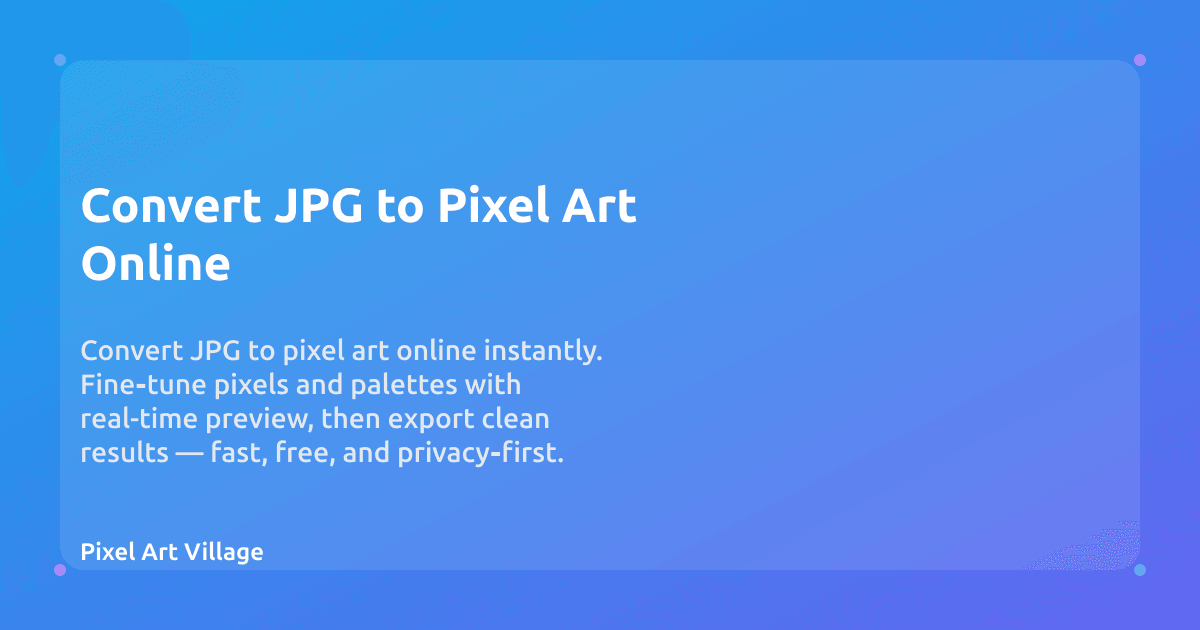 Convert JPG to Pixel Art
Online
Convert JPG to pixel art online instantly.
Fine-tune pixels and palettes with
real-time preview, then export clean
results — fast, free, and privacy-first.
Pixel Art Village